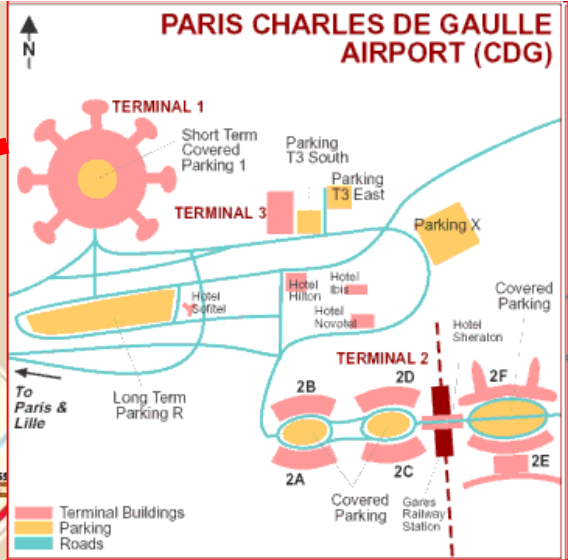 PARIS CHARLES DE GAULLE
AIRPORT (CDG)
N
TERMINAL 1
Short Term
Covered
Parking 1
Parking
T3 South
Parking
T3 East
TERMINAL 3
Parking X
Hotel
Sofitel
Hotel
Hilton
Hotel
Ibis
Hotel
Novotel
Covered
Parking
Hotel
Sheraton
TERMINAL 2
To
Paris &
Lille
Long Term
Parking R
2B
2D
2F
2A
2C
2E
Covered
Parking
Gares
Railway
Station
Terminal Buildings
Parking
Roads